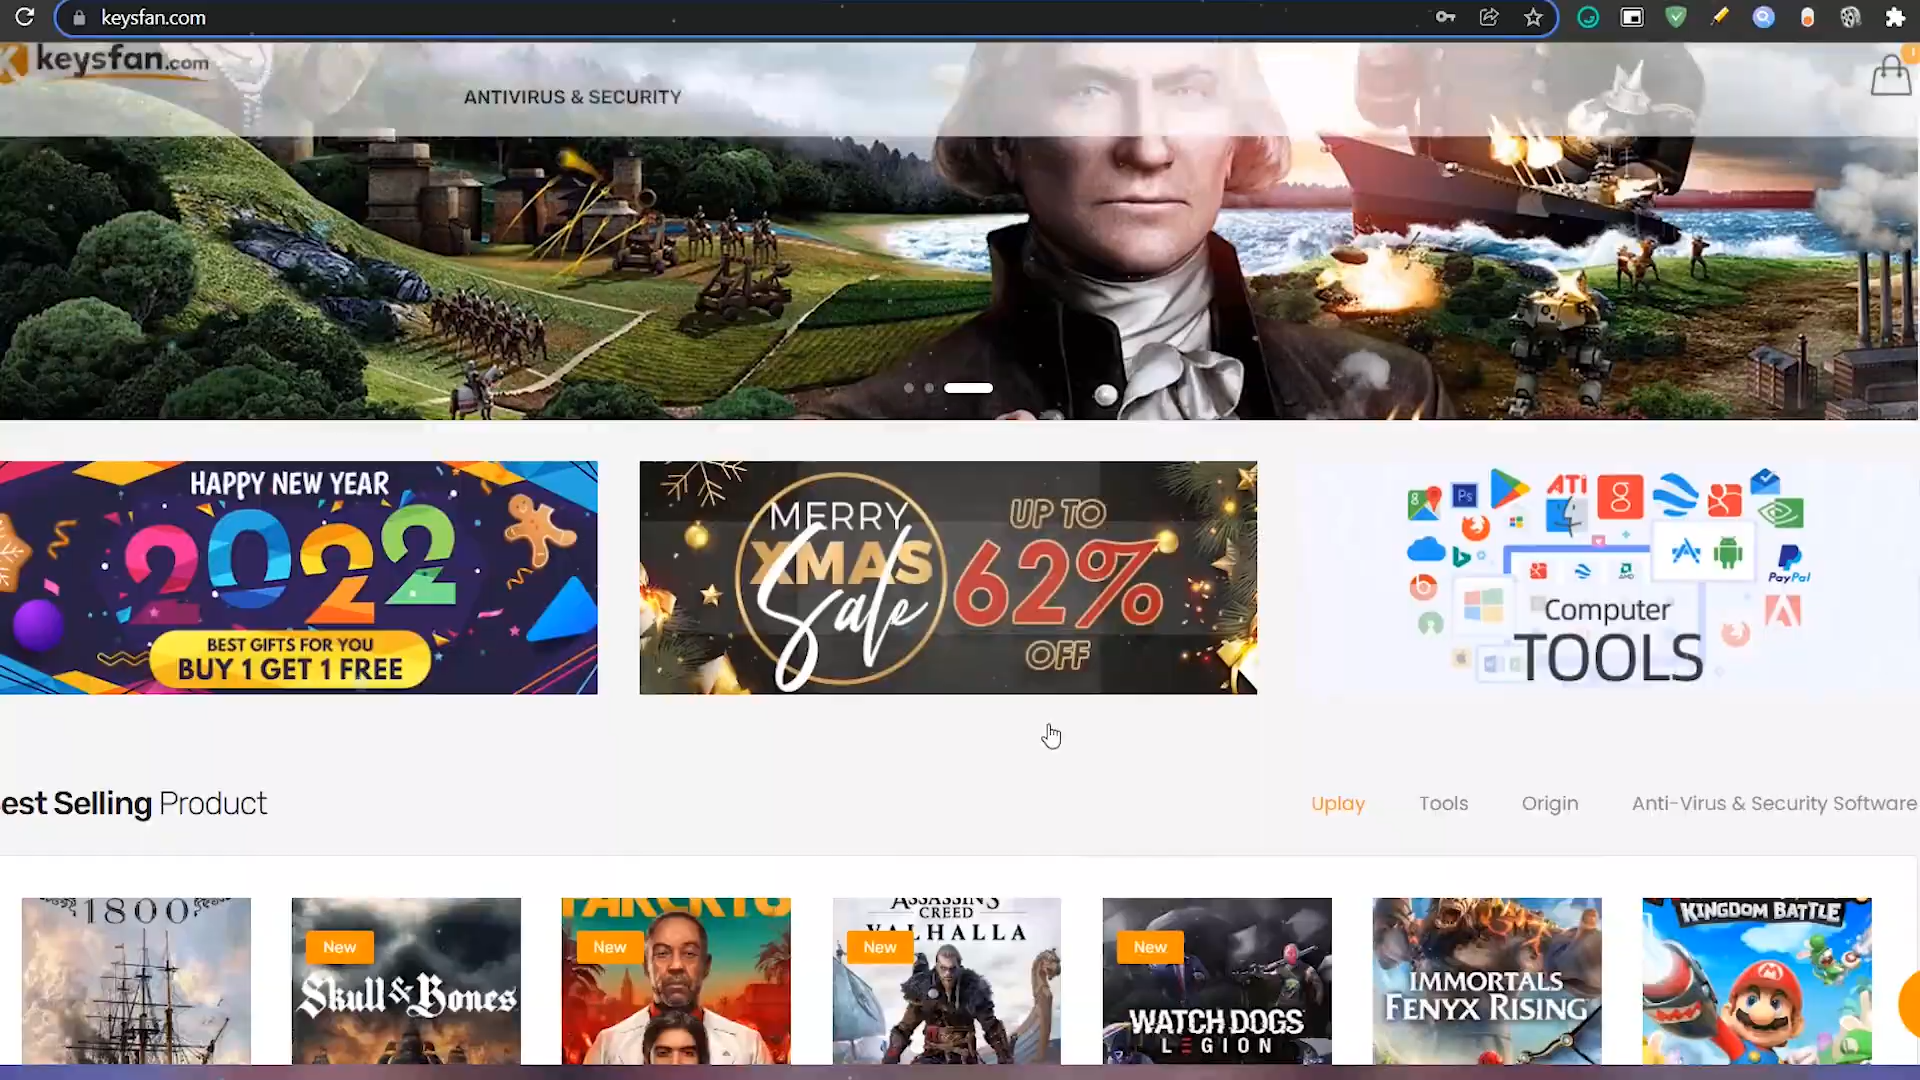 keysfan.com
keysfan.com
ANTIVIRUS & SECURITY
HAPPY NEW YEAR
2022
BEST GIFTS FOR YOU
BUY 1 GET 1 FREE
MERRY
XMAS
Sale
UP TO
62%
OFF
Ps
ATi
PayPal
Computer
TOOLS
est Selling Product
Uplay
Tools
Origin
Anti-Virus & Security Software
1800
New
Skull & Bones
FARCRY6
New
ASSASSIN'S
CREED
VALHALLA
New
New
WATCH DOGS
LEGION
IMMORTALS
FENYX RISING
KINGDOM BATTLE